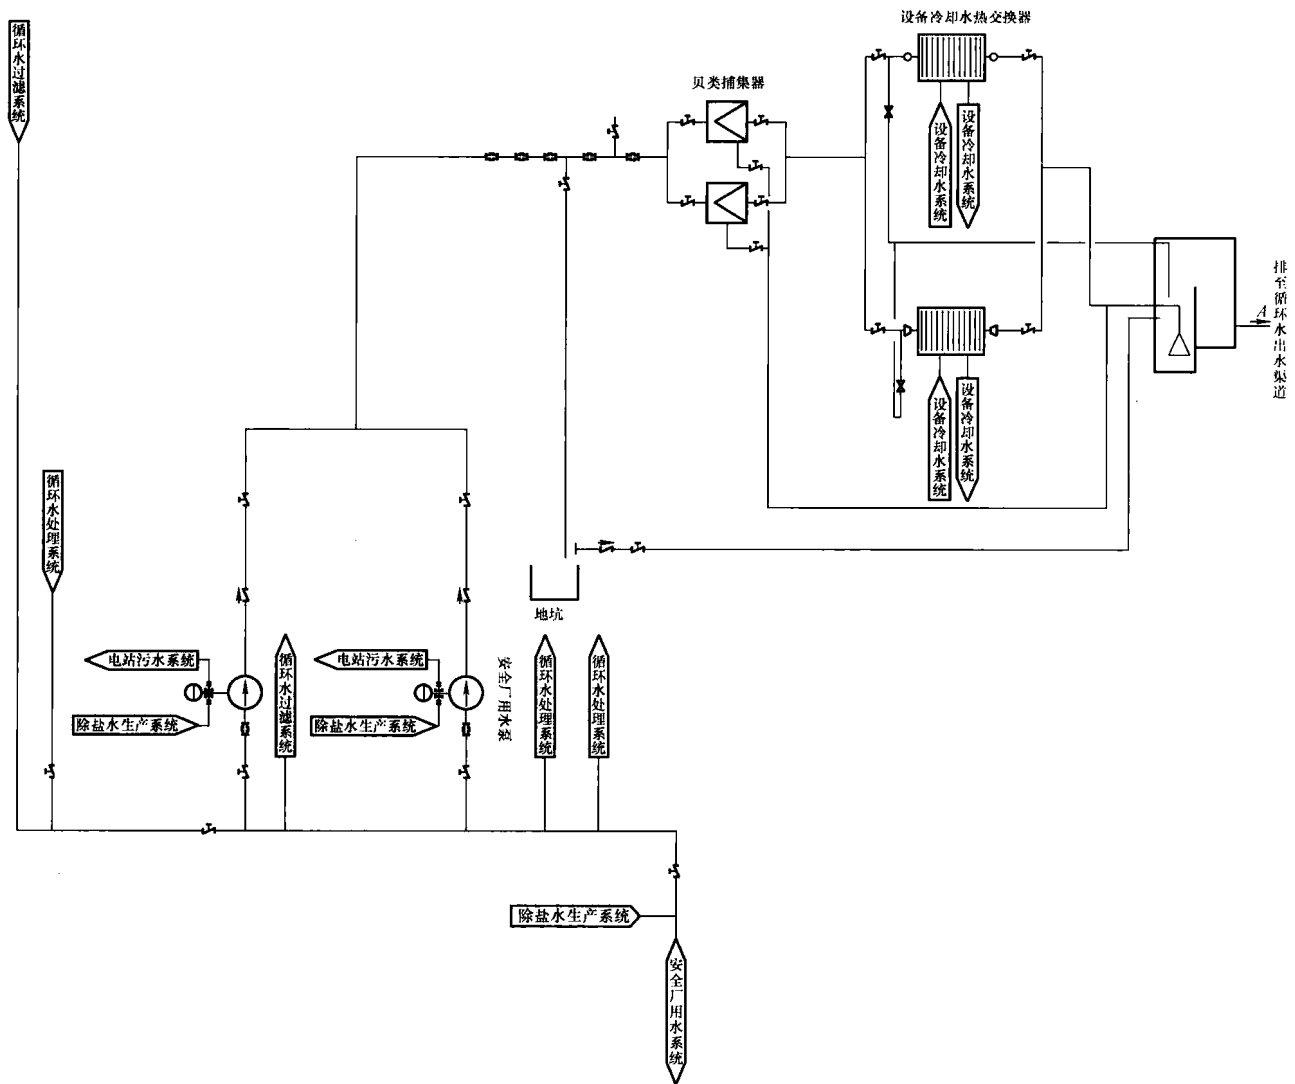 设备冷却水热交换器
循环水过滤系统
贝类捕集器
设备冷却水系统
设备冷却水系统
排至循环水出水渠道
A
设备冷却水系统
设备冷却水系统
循环水处理系统
地坑
电站污水系统
循环水过滤系统
电站污水系统
安全厂用水泵
循环水处理系统
循环水处理系统
除盐水生产系统
除盐水生产系统
除盐水生产系统
安全厂用水系统